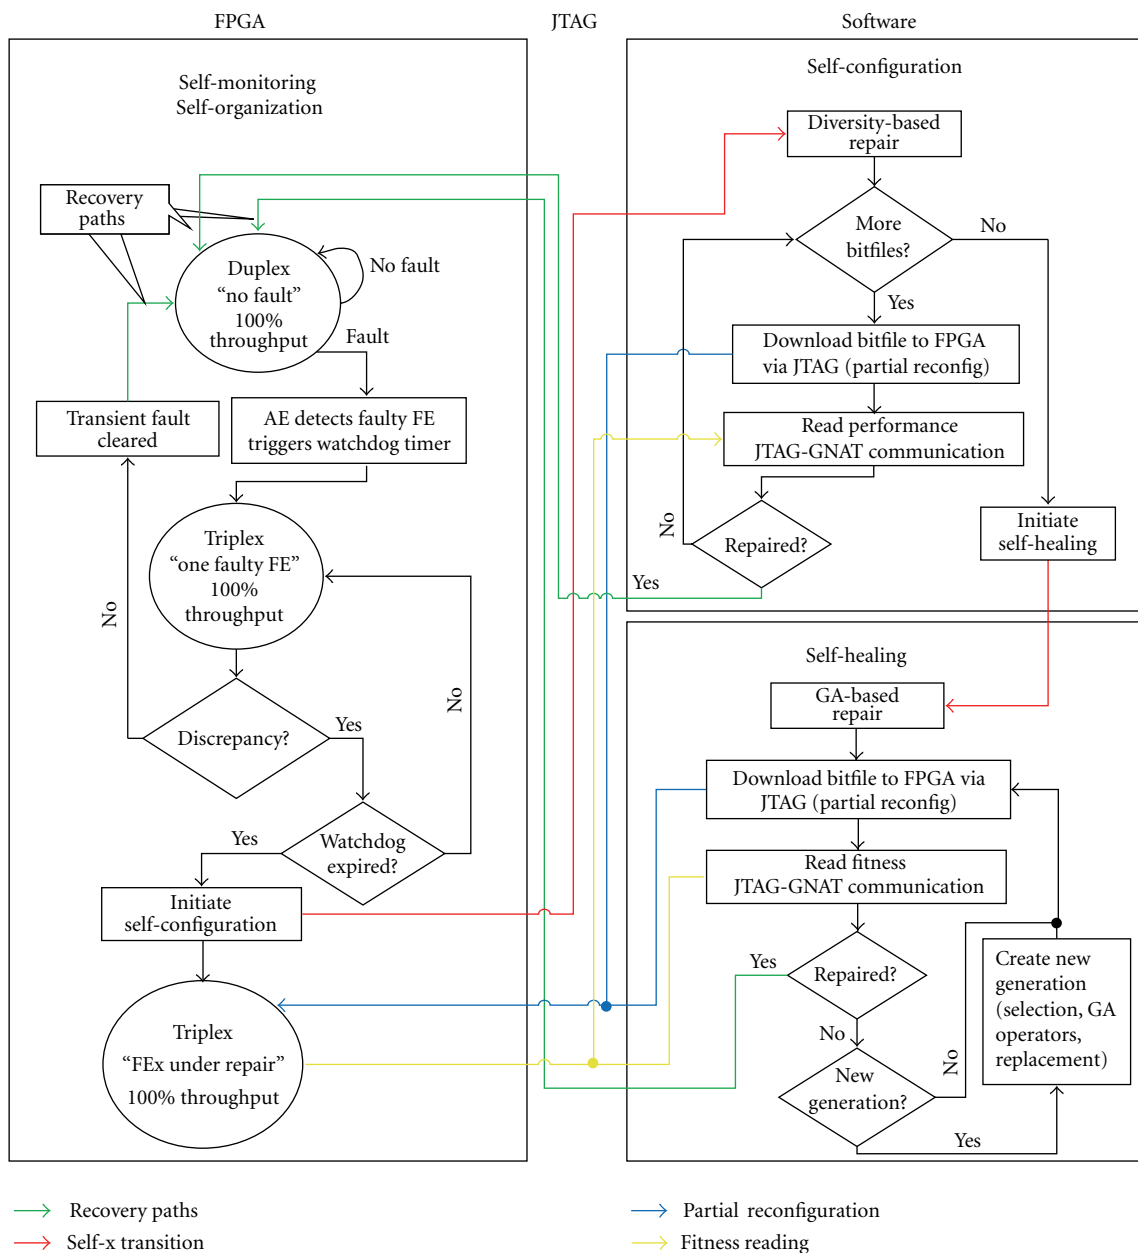 FPGA
JTAG
Software
Self-monitoring
Self-organization
Recovery
paths
Duplex
“no fault”
100%
throughput
No fault
Fault
Transient fault
cleared
AE detects faulty FE
triggers watchdog timer
Triplex
“one faulty FE”
100%
throughput
No
No
Discrepancy?
Yes
Watchdog
expired?
Yes
Initiate
self-configuration
Triplex
“FEx under repair”
100% throughput
Self-configuration
Diversity-based
repair
More
bitfiles?
No
Yes
Download bitfile to FPGA
via JTAG (partial reconfig)
Read performance
JTAG-GNAT communication
No
Repaired?
Yes
Initiate
self-healing
Self-healing
GA-based
repair
Download bitfile to FPGA via
JTAG (partial reconfig)
Read fitness
JTAG-GNAT communication
Yes
Repaired?
No
New
generation?
No
Yes
Create new
generation
(selection, GA
operators,
replacement)
Recovery paths
Self-x transition
Partial reconfiguration
Fitness reading